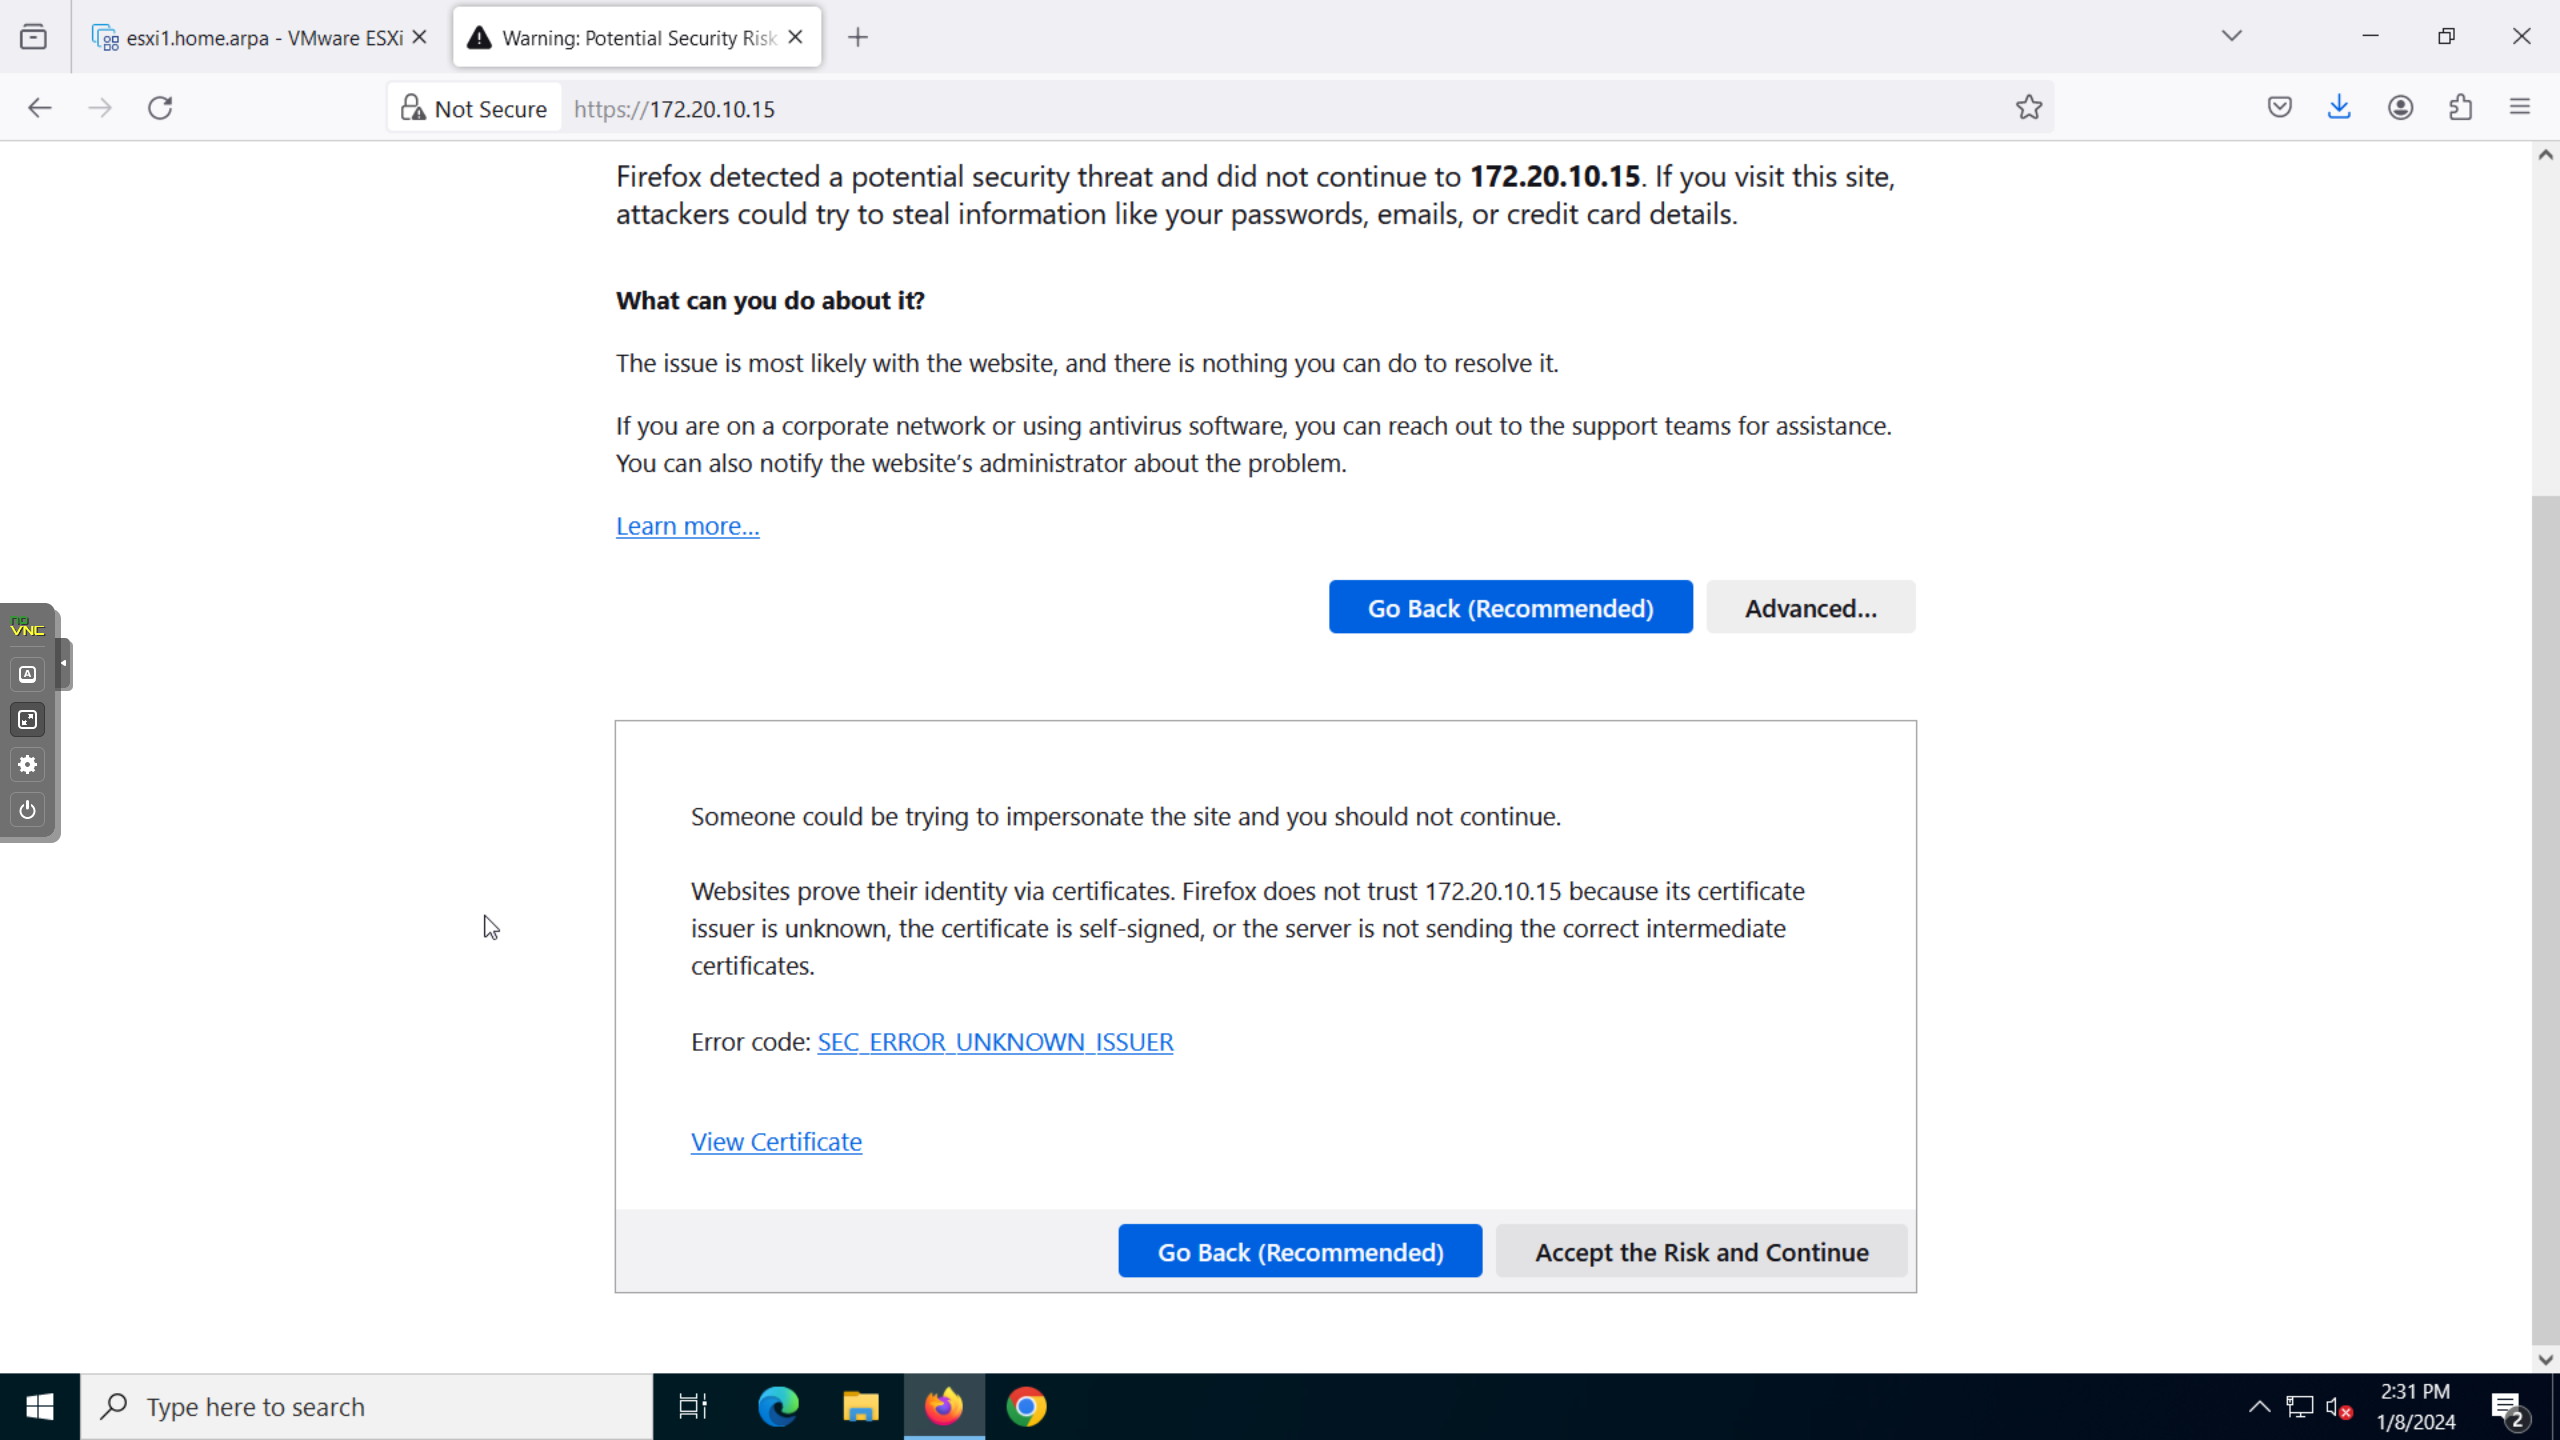 esxi1.home.arpa - VMware ESXi
Warning: Potential Security Risk
Not Secure
https://172.20.10.15
Firefox detected a potential security threat and did not continue to 172.20.10.15. If you visit this site,
attackers could try to steal information like your passwords, emails, or credit card details.
What can you do about it?
The issue is most likely with the website, and there is nothing you can do to resolve it.
If you are on a corporate network or using antivirus software, you can reach out to the support teams for assistance.
You can also notify the website’s administrator about the problem.
Learn more…
Go Back (Recommended)
Advanced…
no
VNC
A
Someone could be trying to impersonate the site and you should not continue.
Websites prove their identity via certificates. Firefox does not trust 172.20.10.15 because its certificate
issuer is unknown, the certificate is self-signed, or the server is not sending the correct intermediate
certificates.
Error code: SEC_ERROR_UNKNOWN_ISSUER
View Certificate
Go Back (Recommended)
Accept the Risk and Continue
Type here to search
2:31 PM
1/8/2024
2